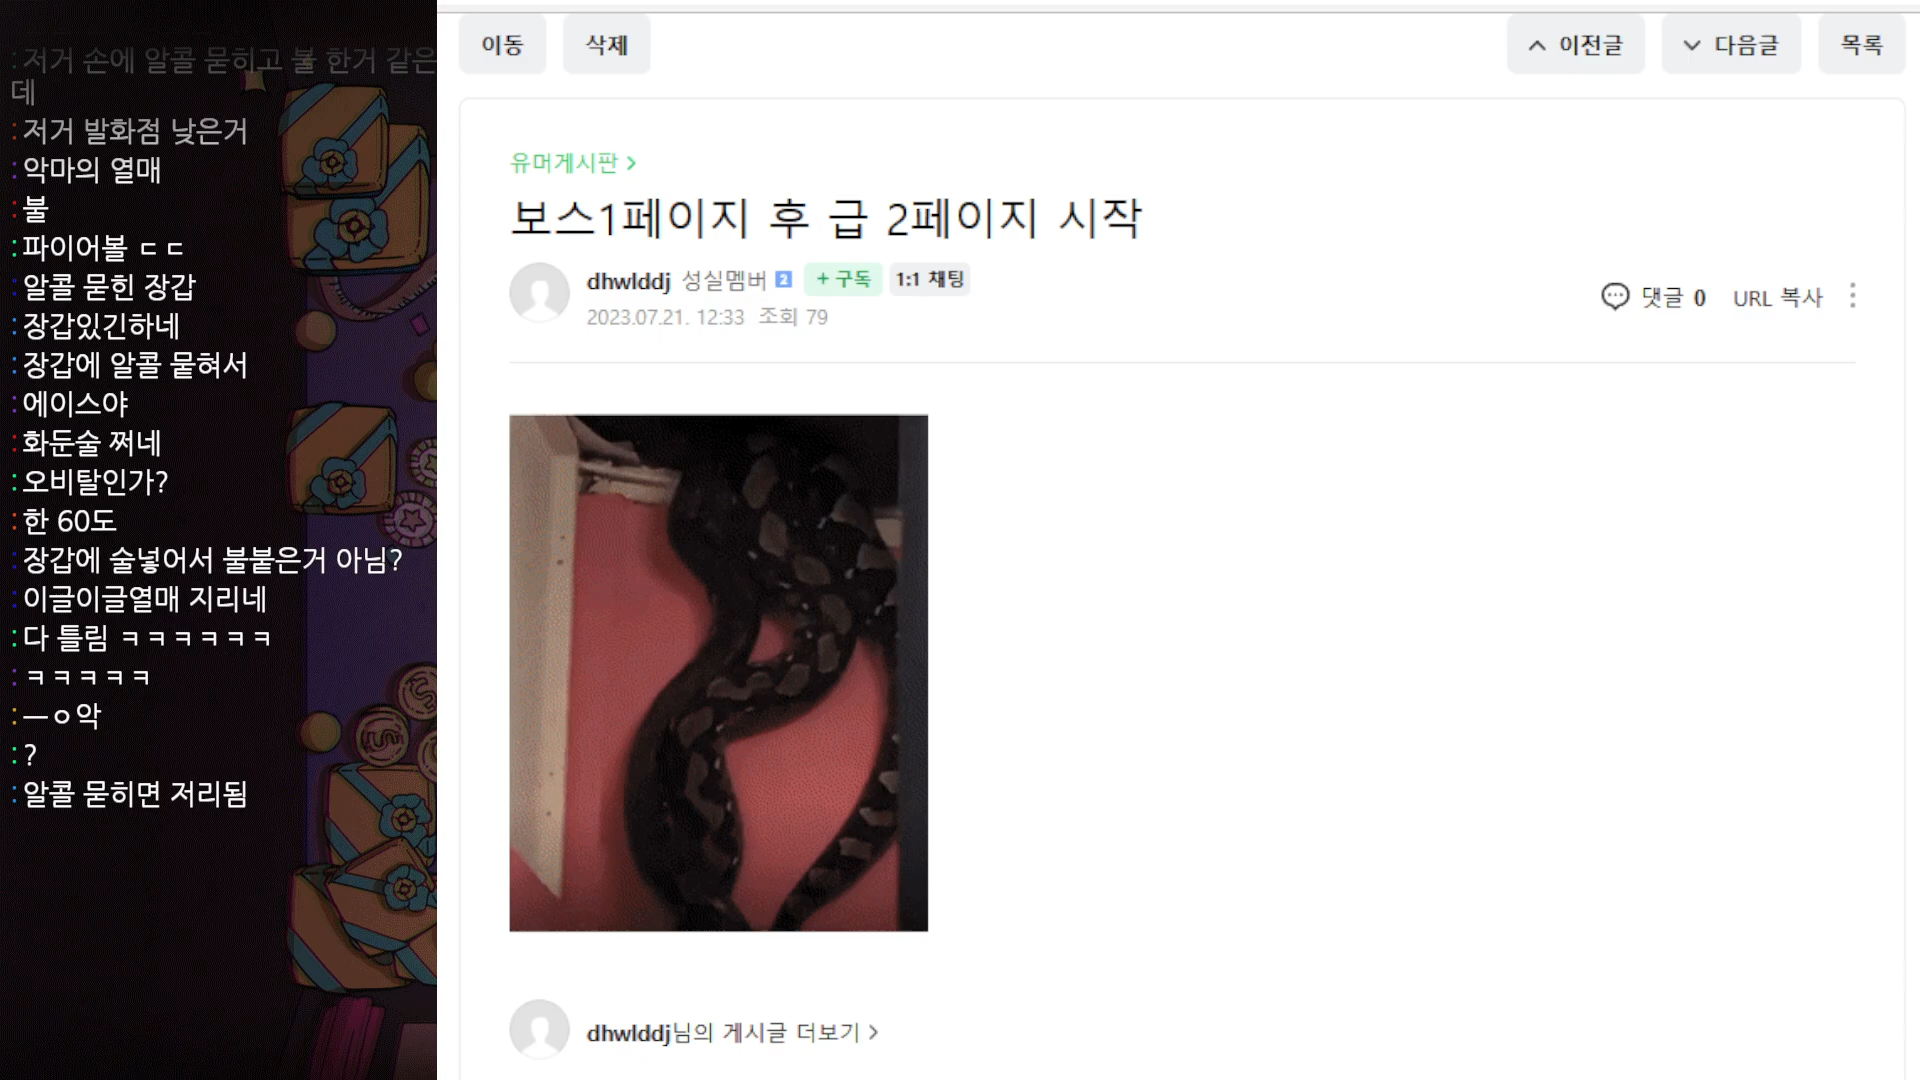 :저거 손에 알콜 묻히고 불 한거 같은
데
:저거 발화점 낮은거
:악마의 열매
:불
:파이어볼 ㄷㄷ
:알콜 묻힌 장갑
:장갑있긴하네
:장갑에 알콜 뭍혀서
:에이스야
:화둔술 쩌네
:오비탈인가?
:한 60도
:장갑에 술넣어서 불붙은거 아님?
:이글이글열매 지리네
:다 틀림 ㅋㅋㅋㅋㅋㅋ
:ㅋㅋㅋㅋㅋ
:ㅡㅇ악
:?
:알콜 묻히면 저리됨
이동 삭제 이전글 다음글 목록
유머게시판 >
보스1페이지 후 급 2페이지 시작
dhwlddj 성실멤버 2 +구독 1:1 채팅
2023.07.21. 12:33 조회 79
댓글 0 URL 복사
dhwlddj님의 게시글 더보기 >